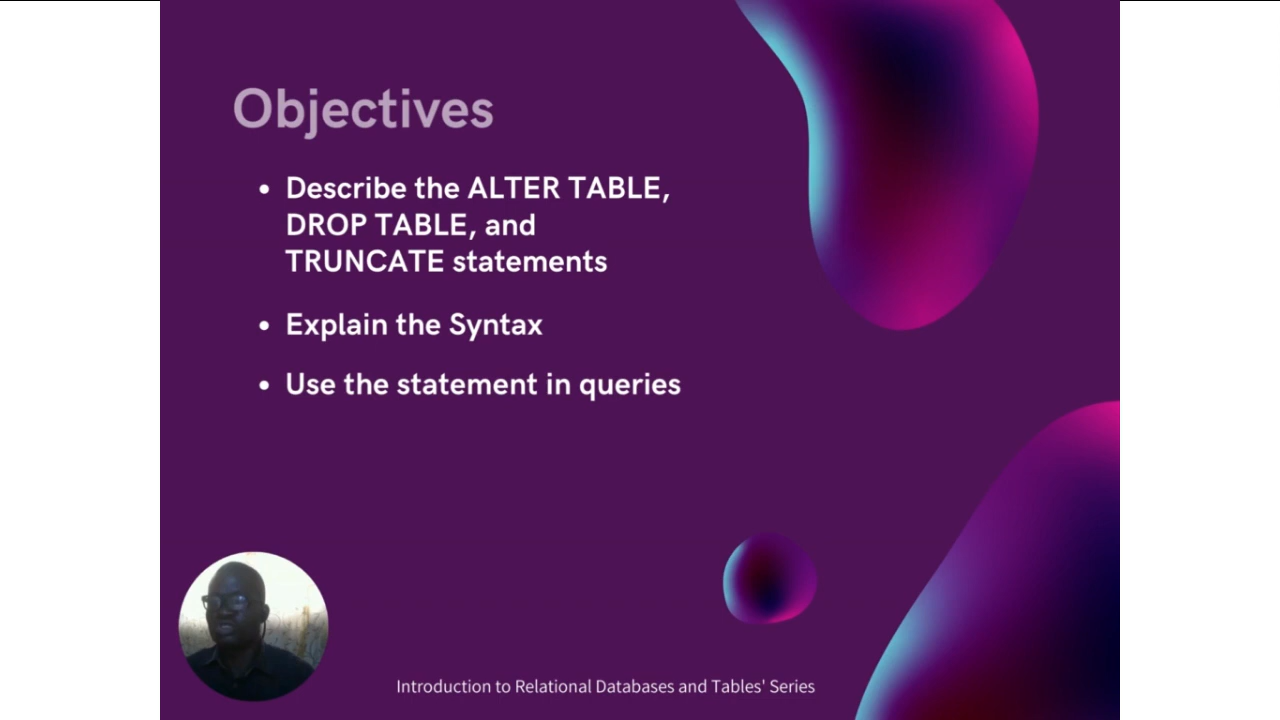 Objectives
• Describe the ALTER TABLE,
DROP TABLE, and
TRUNCATE statements
• Explain the Syntax
• Use the statement in queries
Introduction to Relational Databases and Tables' Series